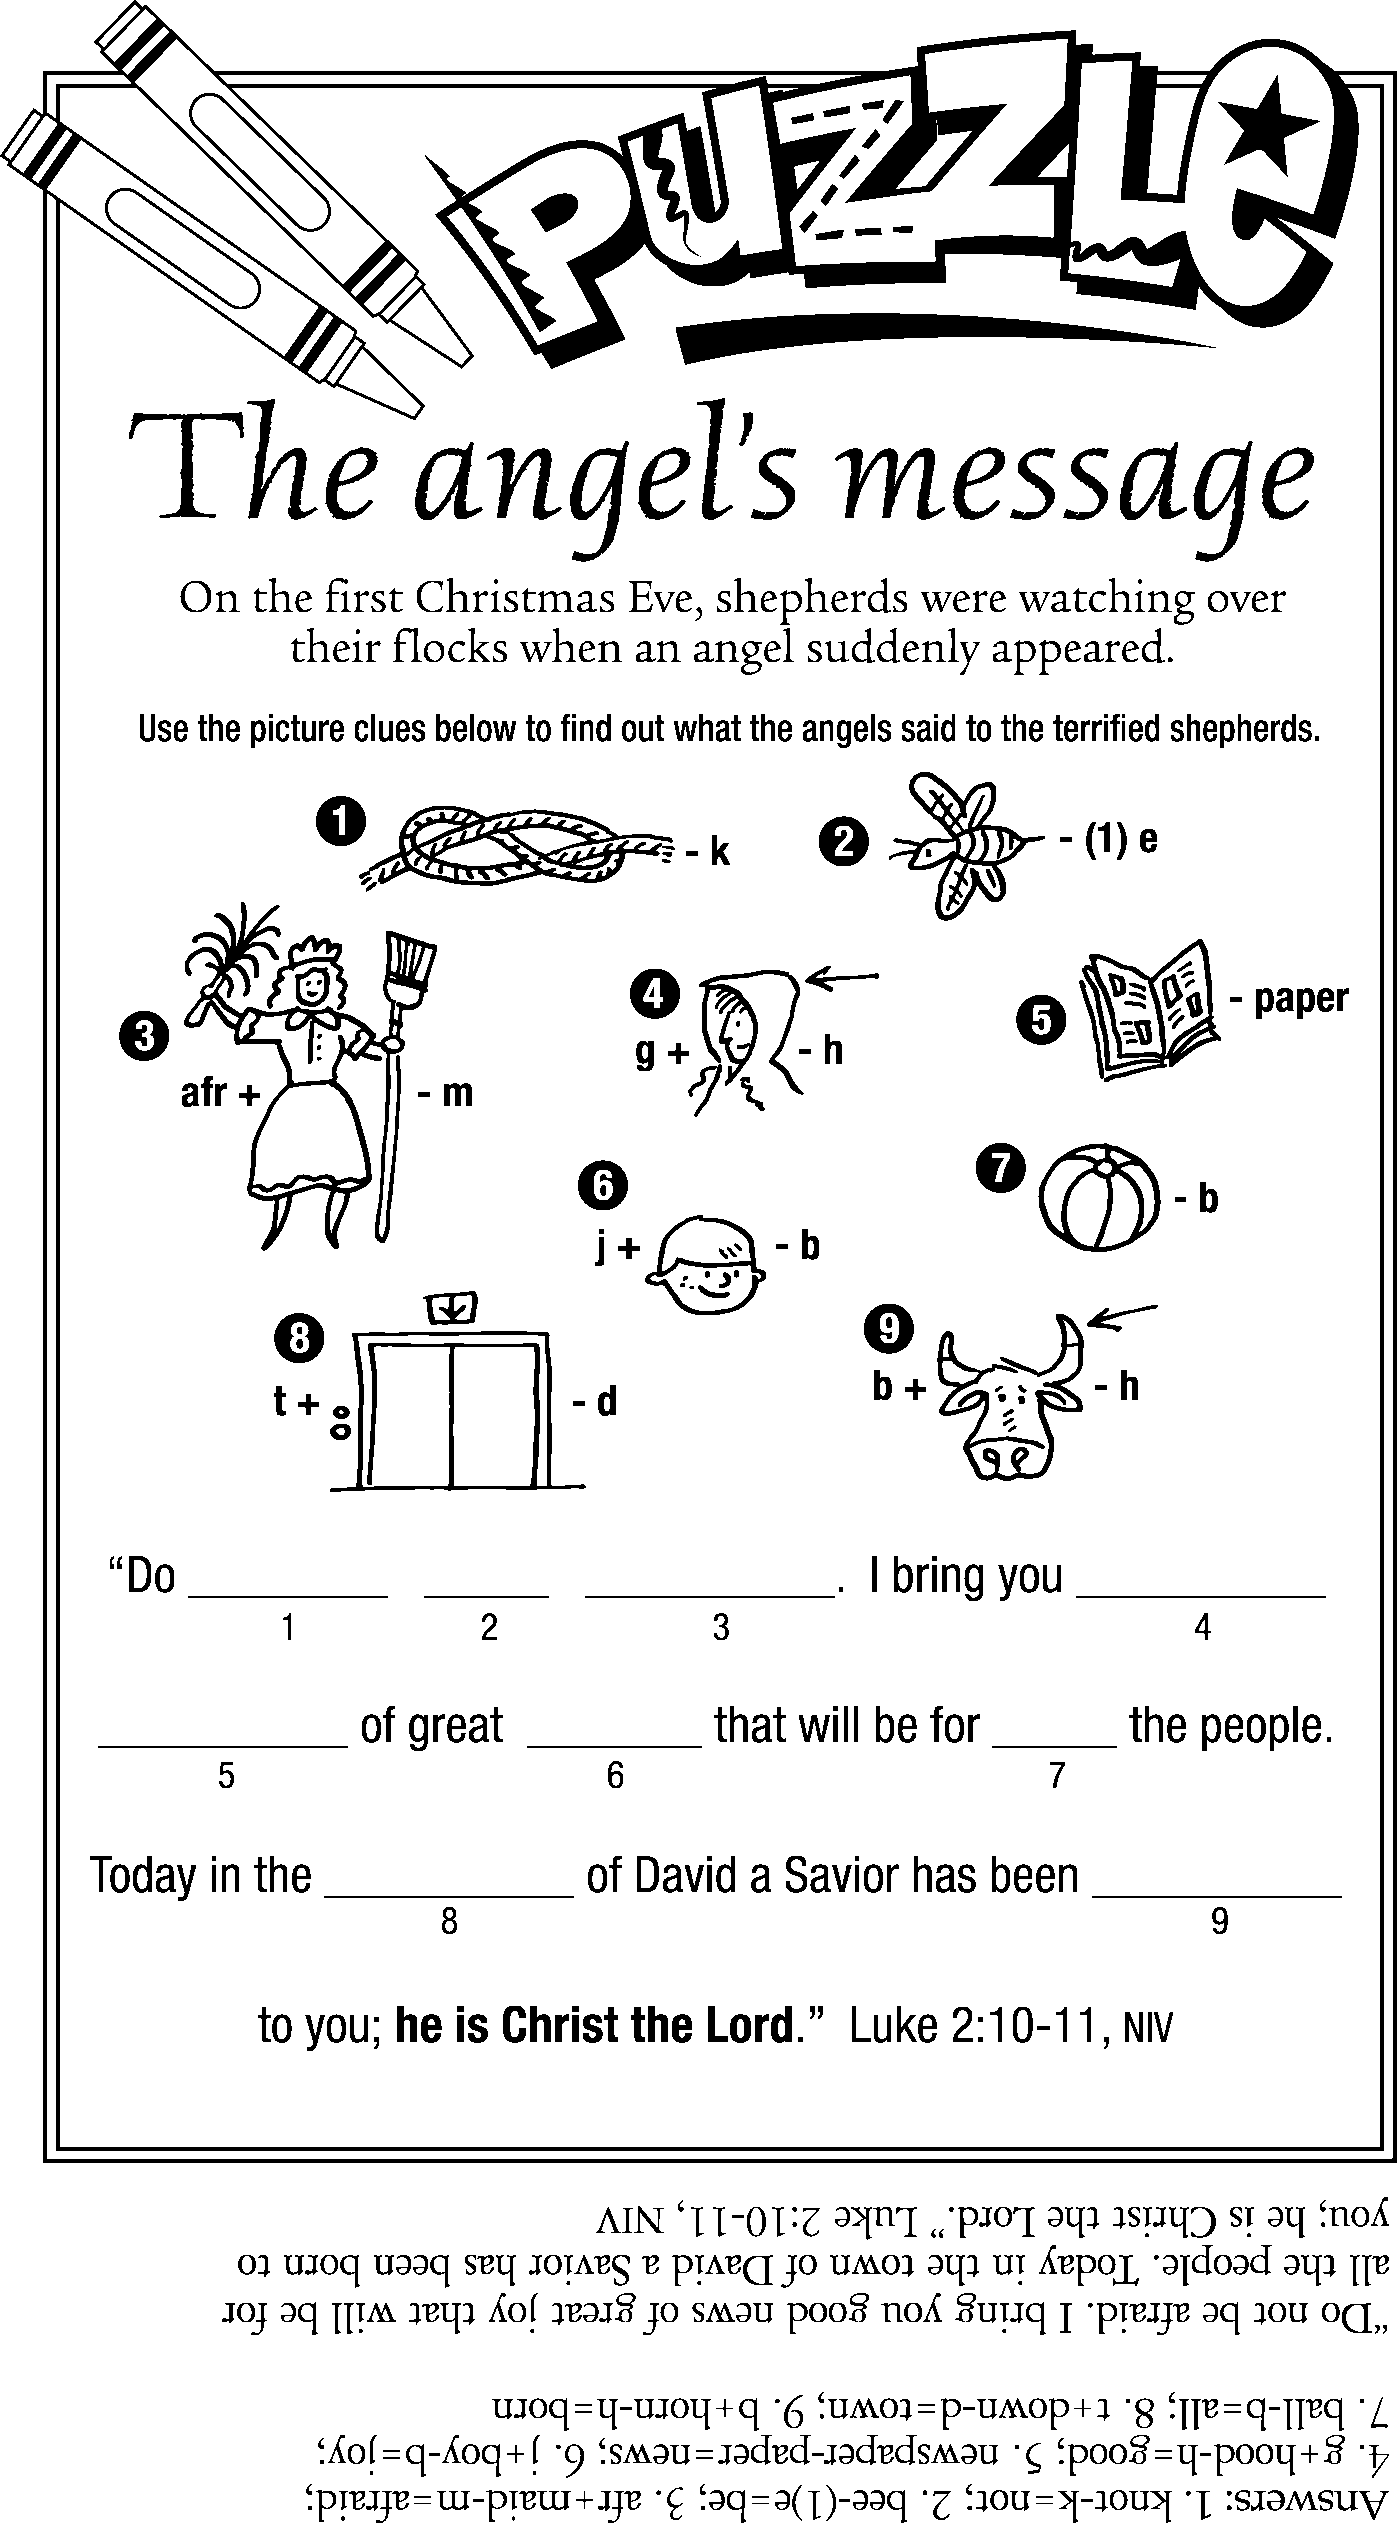 PUZZLE
The angel's message
On the first Christmas Eve, shepherds were watching over
their flocks when an angel suddenly appeared.
Use the picture clues below to find out what the angels said to the terrified shepherds.
1 - k
2 - (1) e
3 afr + - m
4 g + - h
5 - paper
6 j + - b
7 - b
8 t + - d
9 b + - h
“Do ________ _____ __________. I bring you __________
1 2 3 4
__________ of great _______ that will be for _____ the people.
5 6 7
Today in the __________ of David a Savior has been __________
8 9
to you; he is Christ the Lord.” Luke 2:10-11, NIV
Answers: 1. knot-k=not; 2. bee-(1)e=be; 3. afr+maid-m=afraid;
4. g+hood-h=good; 5. newspaper-paper=news; 6. j+boy-b=joy;
7. ball-b=all; 8. t+down-d=town; 9. b+horn-h=born
“Do not be afraid. I bring you good news of great joy that will be for
all the people. Today in the town of David a Savior has been born to
you; he is Christ the Lord.” Luke 2:10-11, NIV